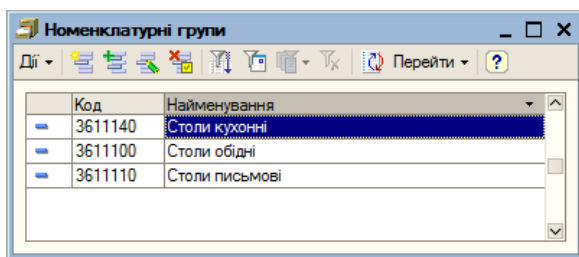 Номенклатурні групи
Дії Перейти ?
Код Найменування
3611140 Столи кухонні
3611100 Столи обідні
3611110 Столи письмові